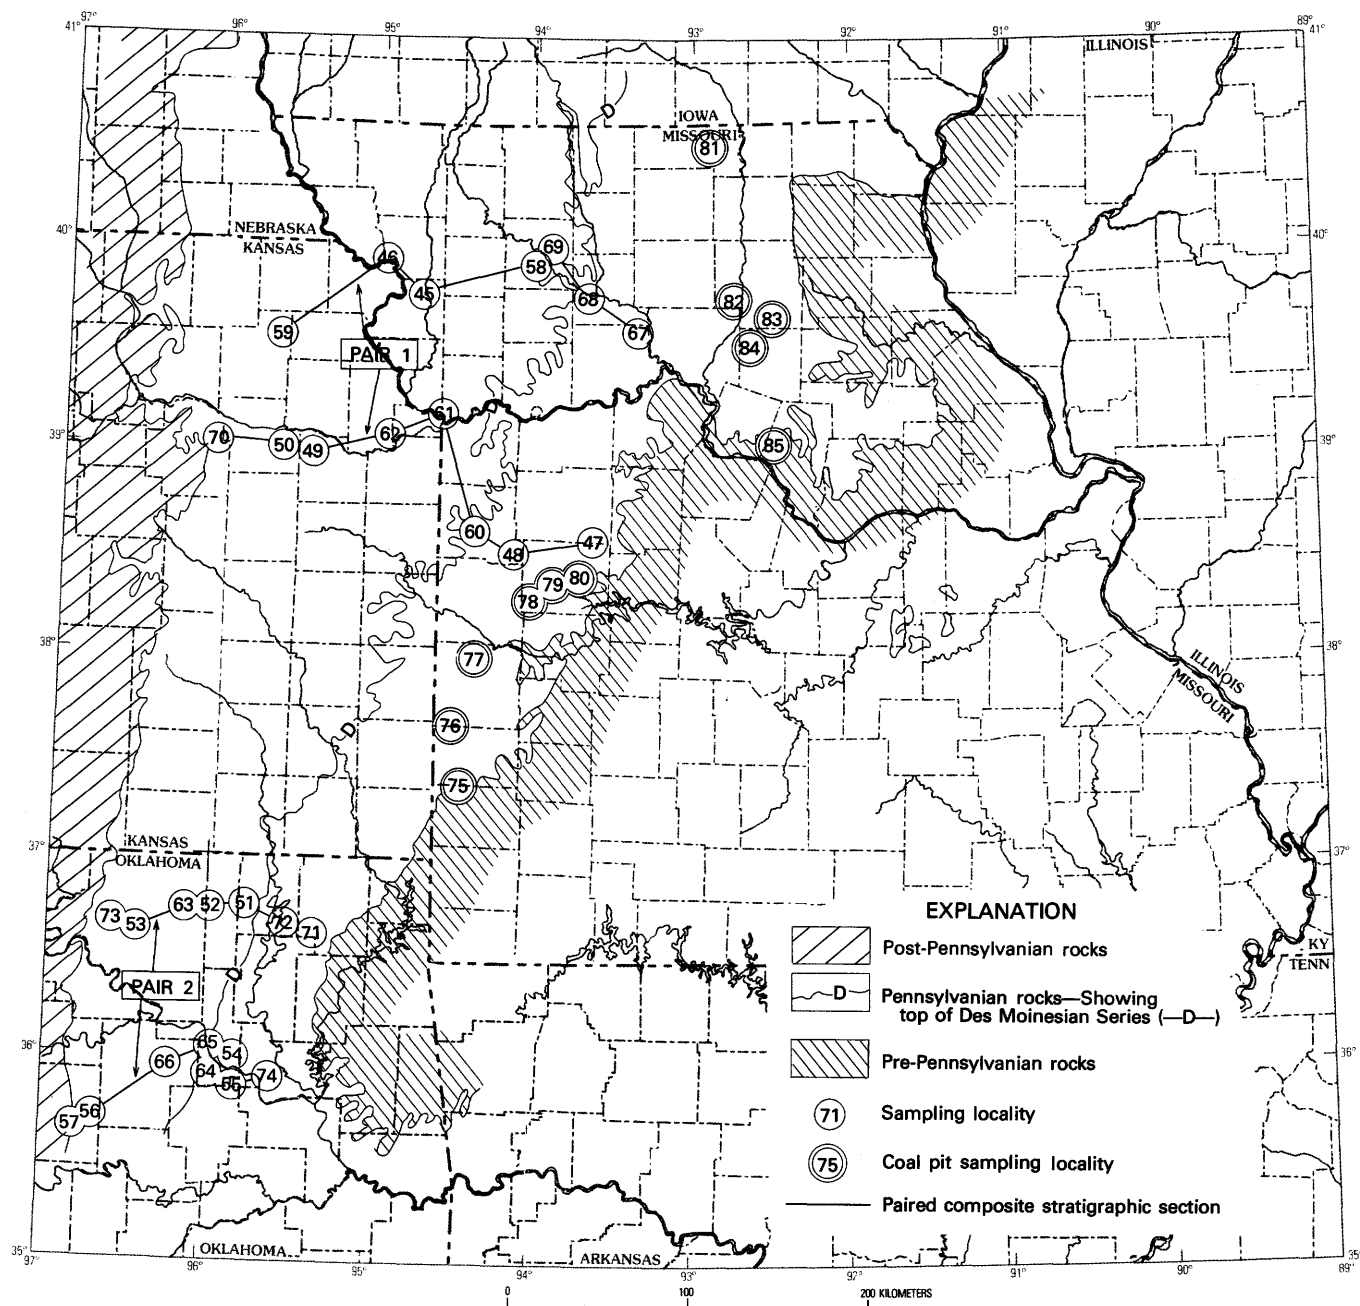 41° 96° 95° 94° 93° 92° 91° 90° 89°
97° 41°
ILLINOIS
D
IOWA
MISSOURI
81
40° 40°
NEBRASKA
KANSAS
46 69
58
45
68
59 67
82
83
84
PAIR 1
61
39° 39°
70 50 49 62
85
60
48 47
78 79 80
38° 38°
77
ILLINOIS
MISSOURI
76
D
75
37° 37°
KANSAS
OKLAHOMA
73 53 63 52 51 72 71
EXPLANATION
Post-Pennsylvanian rocks
KY
TENN
D
PAIR 2
D
Pennsylvanian rocks—Showing
top of Des Moinesian Series (—D—)
36° 36°
65 54
66 64 55 74
Pre-Pennsylvanian rocks
57 56
71 Sampling locality
75 Coal pit sampling locality
Paired composite stratigraphic section
35° 35°
OKLAHOMA ARKANSAS
97° 96° 95° 94° 93° 92° 91° 90° 89°
0 100 200 KILOMETERS